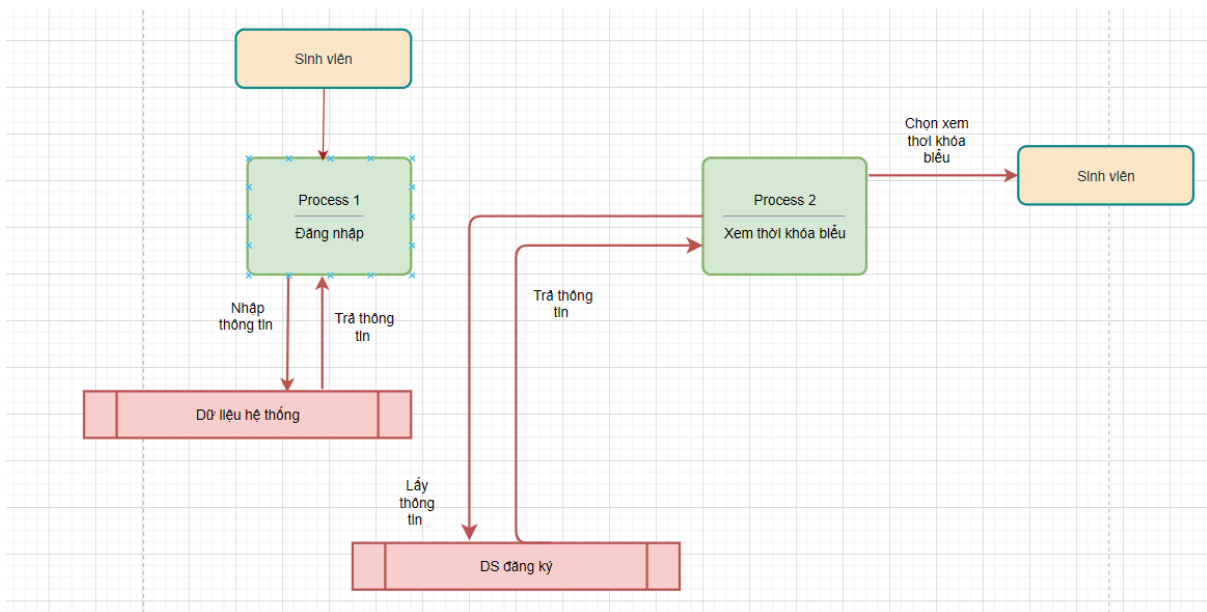 Sinh viên
Chọn xem
thơi khóa
biểu
Sinh viên
Process 1
Đăng nhập
Process 2
Xem thời khóa biểu
Nhập
thông tin
Trả thông
tin
Trả thông
tin
Dữ liệu hệ thống
Lấy
thông
tin
DS đăng ký